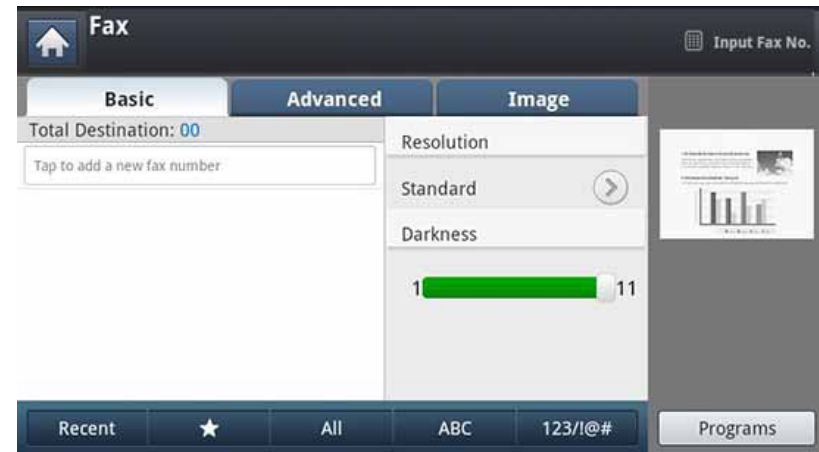 Fax
Input Fax No.
Basic
Advanced
Image
Total Destination: 00
Tap to add a new fax number
Resolution
Standard
Darkness
1
11
Recent
★
All
ABC
123/!@#
Programs